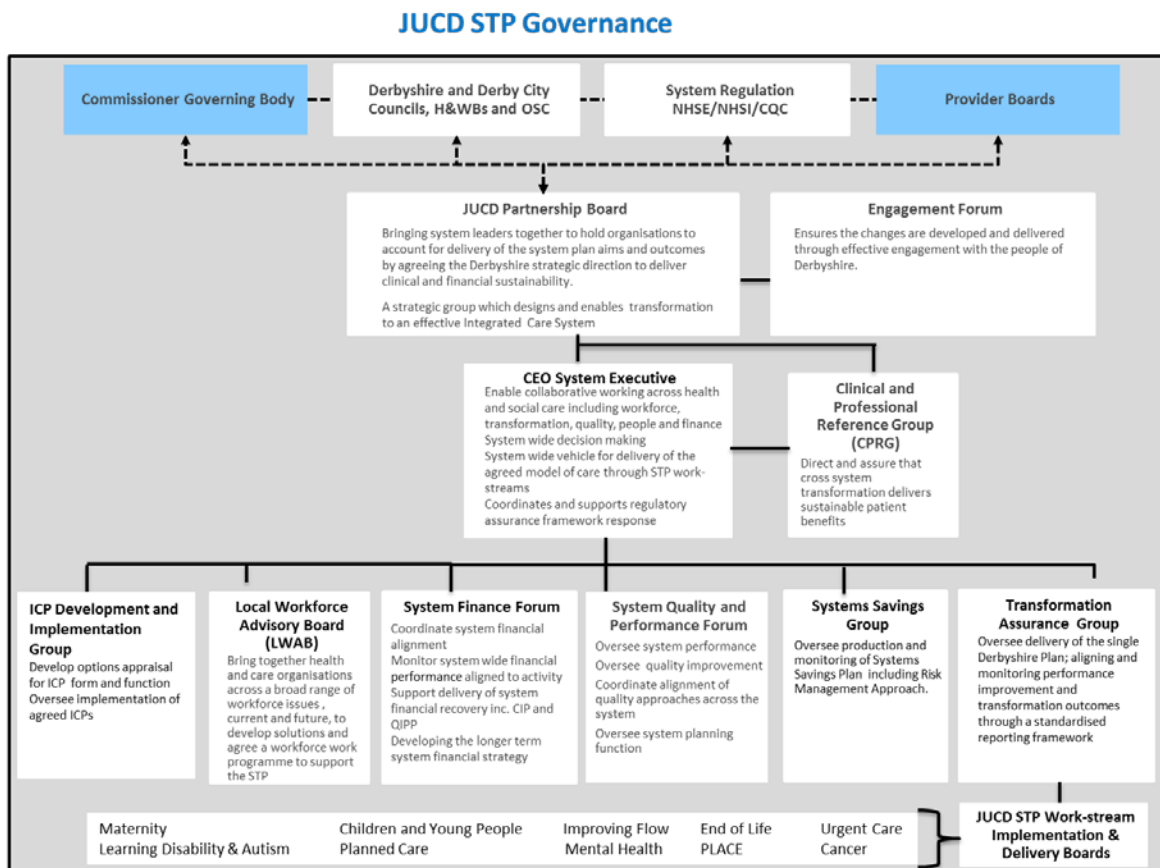 JUCD STP Governance
Commissioner Governing Body
Derbyshire and Derby City
Councils, H&WBs and OSC
System Regulation
NHSE/NHSI/CQC
Provider Boards
JUCD Partnership Board
Bringing system leaders together to hold organisations to
account for delivery of the system plan aims and outcomes
by agreeing the Derbyshire strategic direction to deliver
clinical and financial sustainability.
A strategic group which designs and enables transformation
to an effective Integrated Care System
Engagement Forum
Ensures the changes are developed and delivered
through effective engagement with the people of
Derbyshire.
CEO System Executive
Enable collaborative working across health
and social care including workforce,
transformation, quality, people and finance
System wide decision making
System wide vehicle for delivery of the
agreed model of care through STP work-
streams
Coordinates and supports regulatory
assurance framework response
Clinical and
Professional
Reference Group
(CPRG)
Direct and assure that
cross system
transformation delivers
sustainable patient
benefits
ICP Development and
Implementation
Group
Develop options appraisal
for ICP form and function
Oversee implementation of
agreed ICPs
Local Workforce
Advisory Board
(LWAB)
Bring together health
and care organisations
across a broad range of
workforce issues ,
current and future, to
develop solutions and
agree a workforce work
programme to support
the STP
System Finance Forum
Coordinate system financial
alignment
Monitor system wide financial
performance aligned to activity
Support delivery of system
financial recovery inc. CIP and
QIPP
Developing the longer term
system financial strategy
System Quality and
Performance Forum
Oversee system performance
Oversee quality improvement
Coordinate alignment of
quality approaches across the
system
Oversee system planning
function
Systems Savings
Group
Oversee production and
monitoring of Systems
Savings Plan including Risk
Management Approach.
Transformation
Assurance Group
Oversee delivery of the single
Derbyshire Plan; aligning and
monitoring performance
improvement and
transformation outcomes
through a standardised
reporting framework
Maternity Children and Young People Improving Flow End of Life Urgent Care
Learning Disability & Autism Planned Care Mental Health PLACE Cancer
JUCD STP Work-stream
Implementation &
Delivery Boards